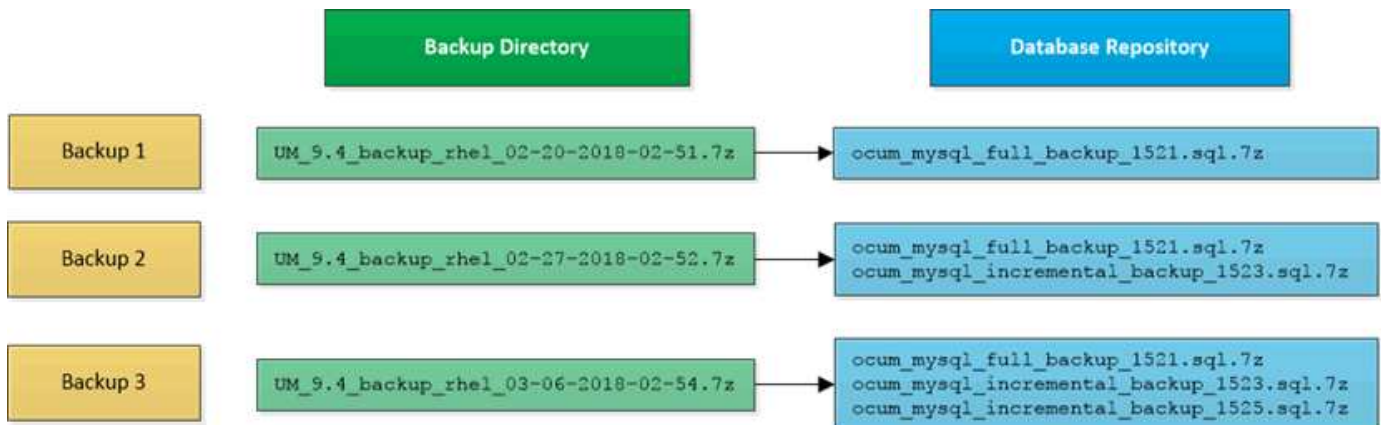 Backup Directory
Database Repository
Backup 1
UM_9.4_backup_rhel_02-20-2018-02-51.7z
ocum_mysql_full_backup_1521.sql.7z
Backup 2
UM_9.4_backup_rhel_02-27-2018-02-52.7z
ocum_mysql_full_backup_1521.sql.7z
ocum_mysql_incremental_backup_1523.sql.7z
Backup 3
UM_9.4_backup_rhel_03-06-2018-02-54.7z
ocum_mysql_full_backup_1521.sql.7z
ocum_mysql_incremental_backup_1523.sql.7z
ocum_mysql_incremental_backup_1525.sql.7z